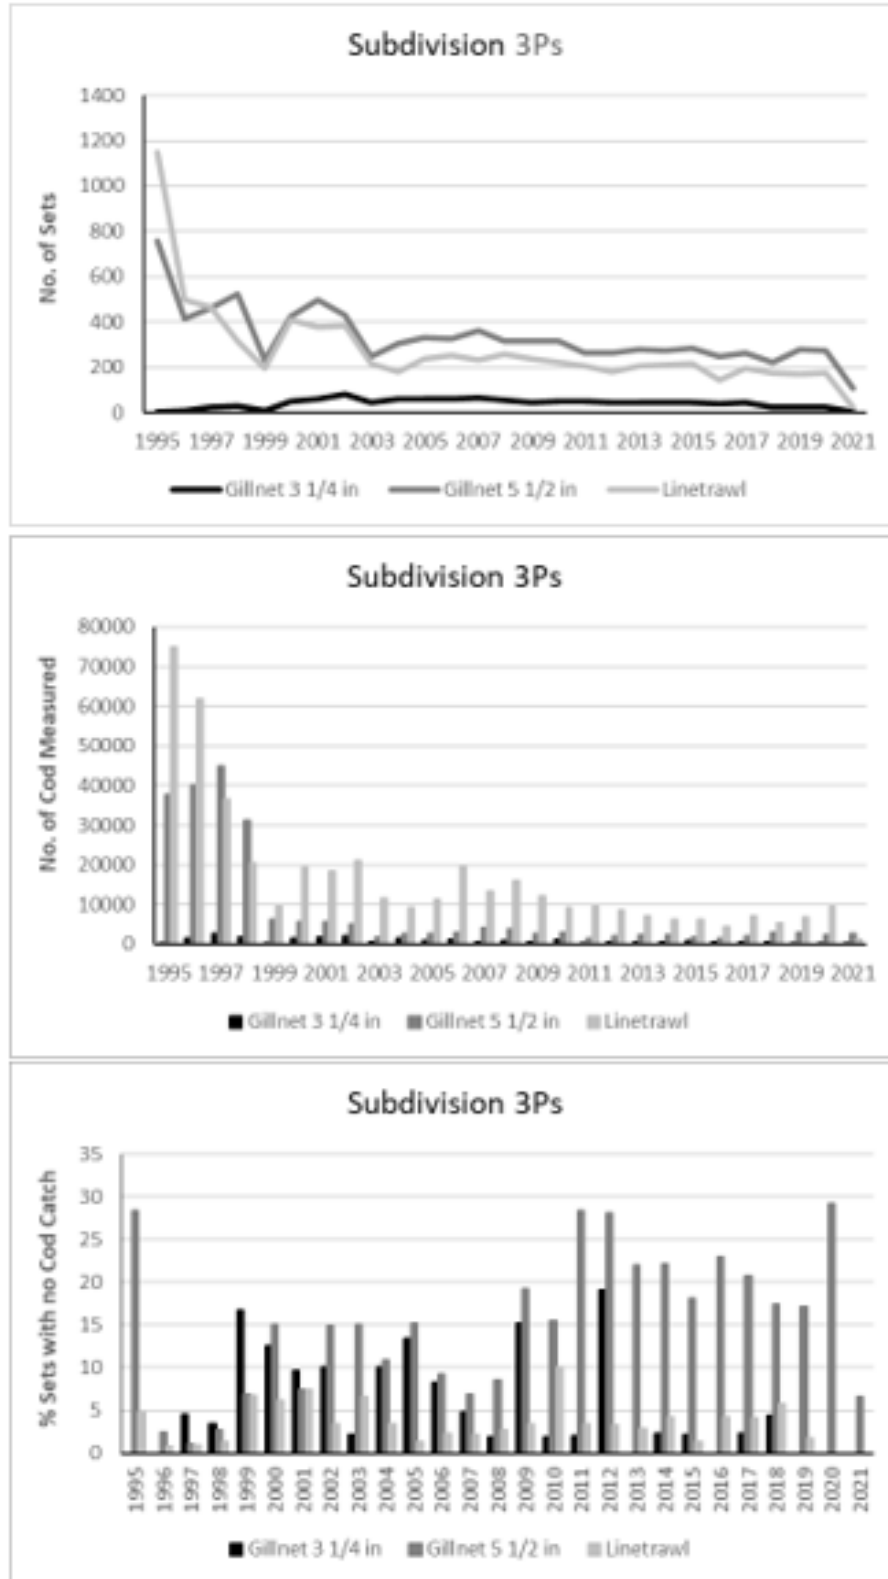 Subdivision 3Ps
No. of Sets
1400
1200
1000
800
600
400
200
0
1995 1997 1999 2001 2003 2005 2007 2009 2011 2013 2015 2017 2019 2021
Gillnet 3 1/4 in Gillnet 5 1/2 in Linetrawl
Subdivision 3Ps
No. of Cod Measured
80000
70000
60000
50000
40000
30000
20000
10000
0
1995 1997 1999 2001 2003 2005 2007 2009 2011 2013 2015 2017 2019 2021
Gillnet 3 1/4 in Gillnet 5 1/2 in Linetrawl
Subdivision 3Ps
% Sets with no Cod Catch
35
30
25
20
15
10
5
0
1995 1996 1997 1998 1999 2000 2001 2002 2003 2004 2005 2006 2007 2008 2009 2010 2011 2012 2013 2014 2015 2016 2017 2018 2019 2020 2021
Gillnet 3 1/4 in Gillnet 5 1/2 in Linetrawl